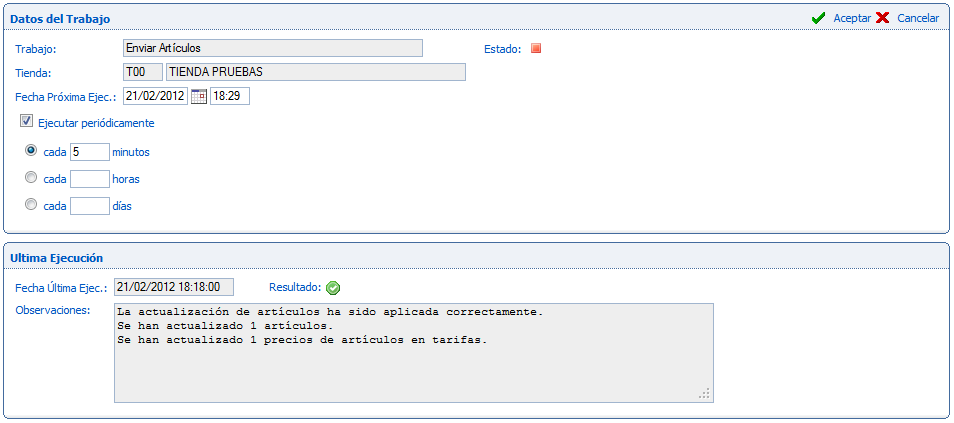 Datos del Trabajo
Aceptar Cancelar
Trabajo: Enviar Artículos Estado:
Tienda: T00 TIENDA PRUEBAS
Fecha Próxima Ejec.: 21/02/2012 18:29
Ejecutar periódicamente
cada 5 minutos
cada horas
cada días
Ultima Ejecución
Fecha Última Ejec.: 21/02/2012 18:18:00 Resultado:
Observaciones: La actualización de artículos ha sido aplicada correctamente.
Se han actualizado 1 artículos.
Se han actualizado 1 precios de artículos en tarifas.